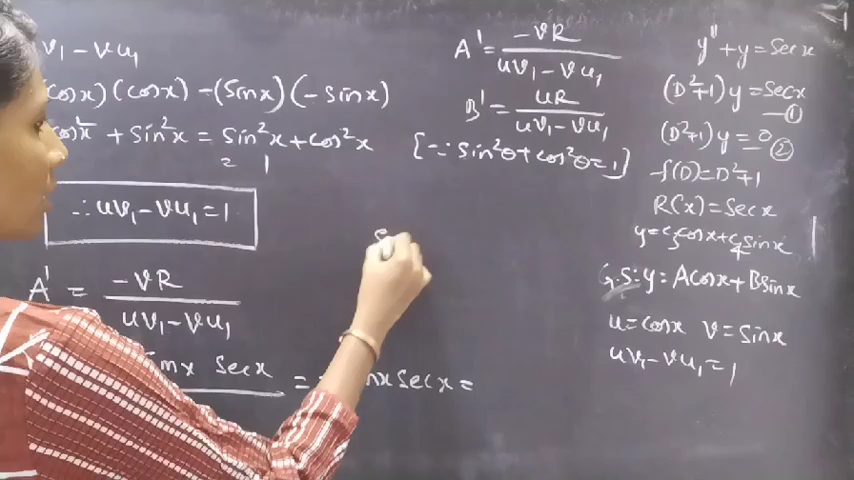 v₁ - vu₁
cosx)(cosx) - (sinx)(-sinx)
cos²x + sin²x = sin²x + cos²x
= 1
∴ uv₁ - vu₁ = 1
A' = -vR / uv₁ - vu₁
sinx secx = sinx secx =
A' = -vR / uv₁ - vu₁
B' = uR / uv₁ - vu₁
[∵ sin²θ + cos²θ = 1]
y'' + y = secx
(D²+1)y = secx —①
(D²+1)y = 0 —②
f(D) = D²+1
R(x) = secx
G.S: y = Acosx + Bsinx
u = cosx v = sinx
uv₁ - vu₁ = 1